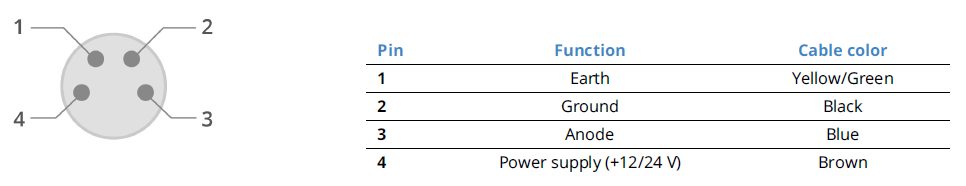 1 2
4 3
Pin Function Cable color
1 Earth Yellow/Green
2 Ground Black
3 Anode Blue
4 Power supply (+12/24 V) Brown